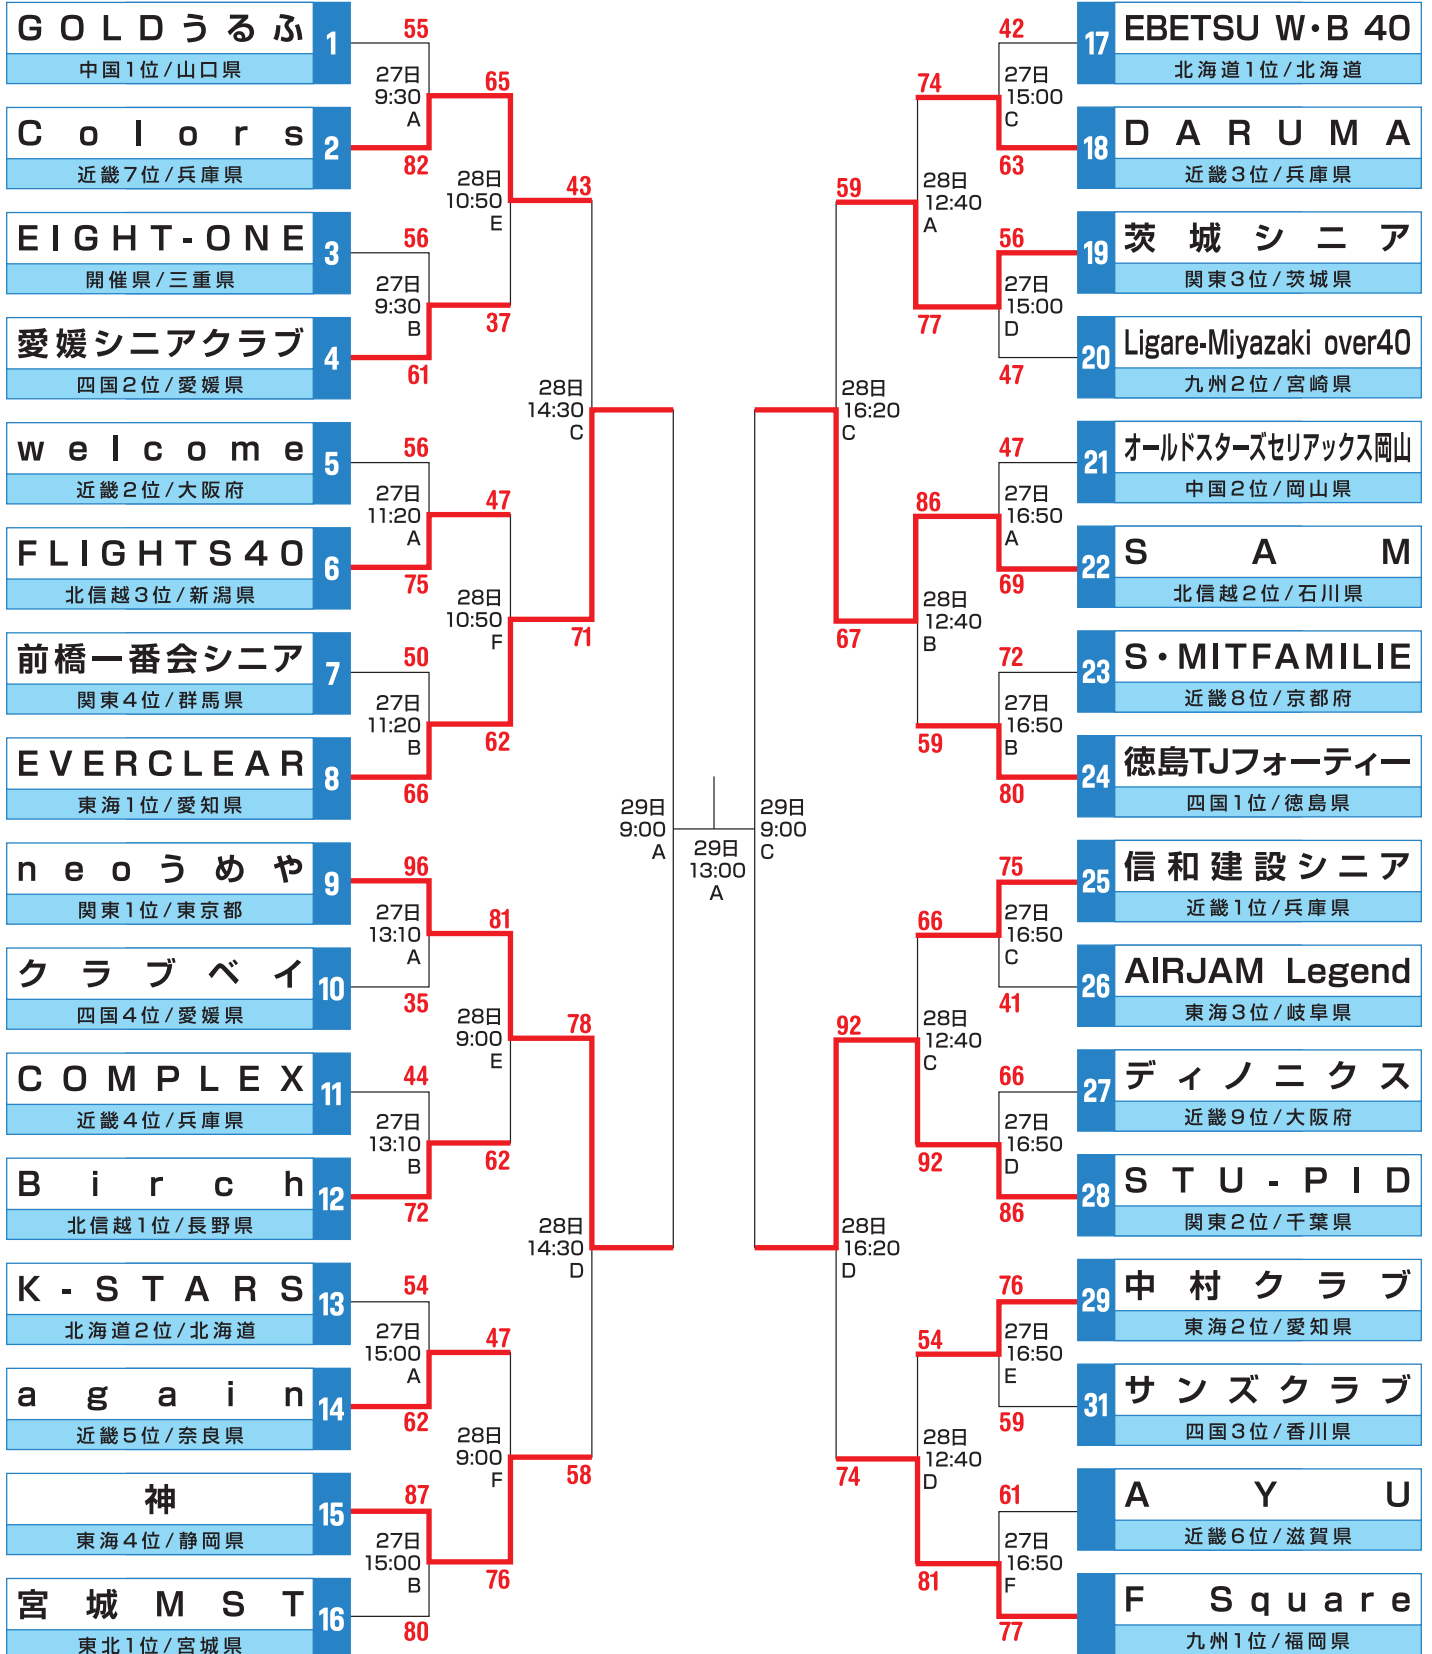 GOLDうるふ
中国1位/山口県
1
Colors
近畿7位/兵庫県
2
EIGHT-ONE
開催県/三重県
3
愛媛シニアクラブ
四国2位/愛媛県
4
welcome
近畿2位/大阪府
5
FLIGHTS40
北信越3位/新潟県
6
前橋一番会シニア
関東4位/群馬県
7
EVERCLEAR
東海1位/愛知県
8
neoうめや
関東1位/東京都
9
クラブベイ
四国4位/愛媛県
10
COMPLEX
近畿4位/兵庫県
11
Birch
北信越1位/長野県
12
K-STARS
北海道2位/北海道
13
again
近畿5位/奈良県
14
神
東海4位/静岡県
15
宮城MST
東北1位/宮城県
16
55
27日
9:30
A
82
56
27日
9:30
B
61
56
27日
11:20
A
75
50
27日
11:20
B
66
96
27日
13:10
A
35
44
27日
13:10
B
72
54
27日
15:00
A
62
87
27日
15:00
B
80
65
28日
10:50
E
37
47
28日
10:50
F
62
81
28日
9:00
E
62
47
28日
9:00
F
76
43
28日
14:30
C
71
78
28日
14:30
D
58
29日
9:00
A
29日
13:00
A
29日
9:00
C
59
28日
16:20
C
67
92
28日
16:20
D
74
74
28日
12:40
A
77
86
28日
12:40
B
59
66
28日
12:40
C
92
54
28日
12:40
D
81
42
27日
15:00
C
63
56
27日
15:00
D
47
47
27日
16:50
A
69
72
27日
16:50
B
80
75
27日
16:50
C
41
66
27日
16:50
D
86
76
27日
16:50
E
59
61
27日
16:50
F
77
17
EBETSU W・B 40
北海道1位/北海道
18
DARUMA
近畿3位/兵庫県
19
茨城シニア
関東3位/茨城県
20
Ligare-Miyazaki over40
九州2位/宮崎県
21
オールドスターズセリアックス岡山
中国2位/岡山県
22
SAM
北信越2位/石川県
23
S・MITFAMILIE
近畿8位/京都府
24
徳島TJフォーティー
四国1位/徳島県
25
信和建設シニア
近畿1位/兵庫県
26
AIRJAM Legend
東海3位/岐阜県
27
ディノニクス
近畿9位/大阪府
28
STU-PID
関東2位/千葉県
29
中村クラブ
東海2位/愛知県
31
サンズクラブ
四国3位/香川県
AYU
近畿6位/滋賀県
F Square
九州1位/福岡県